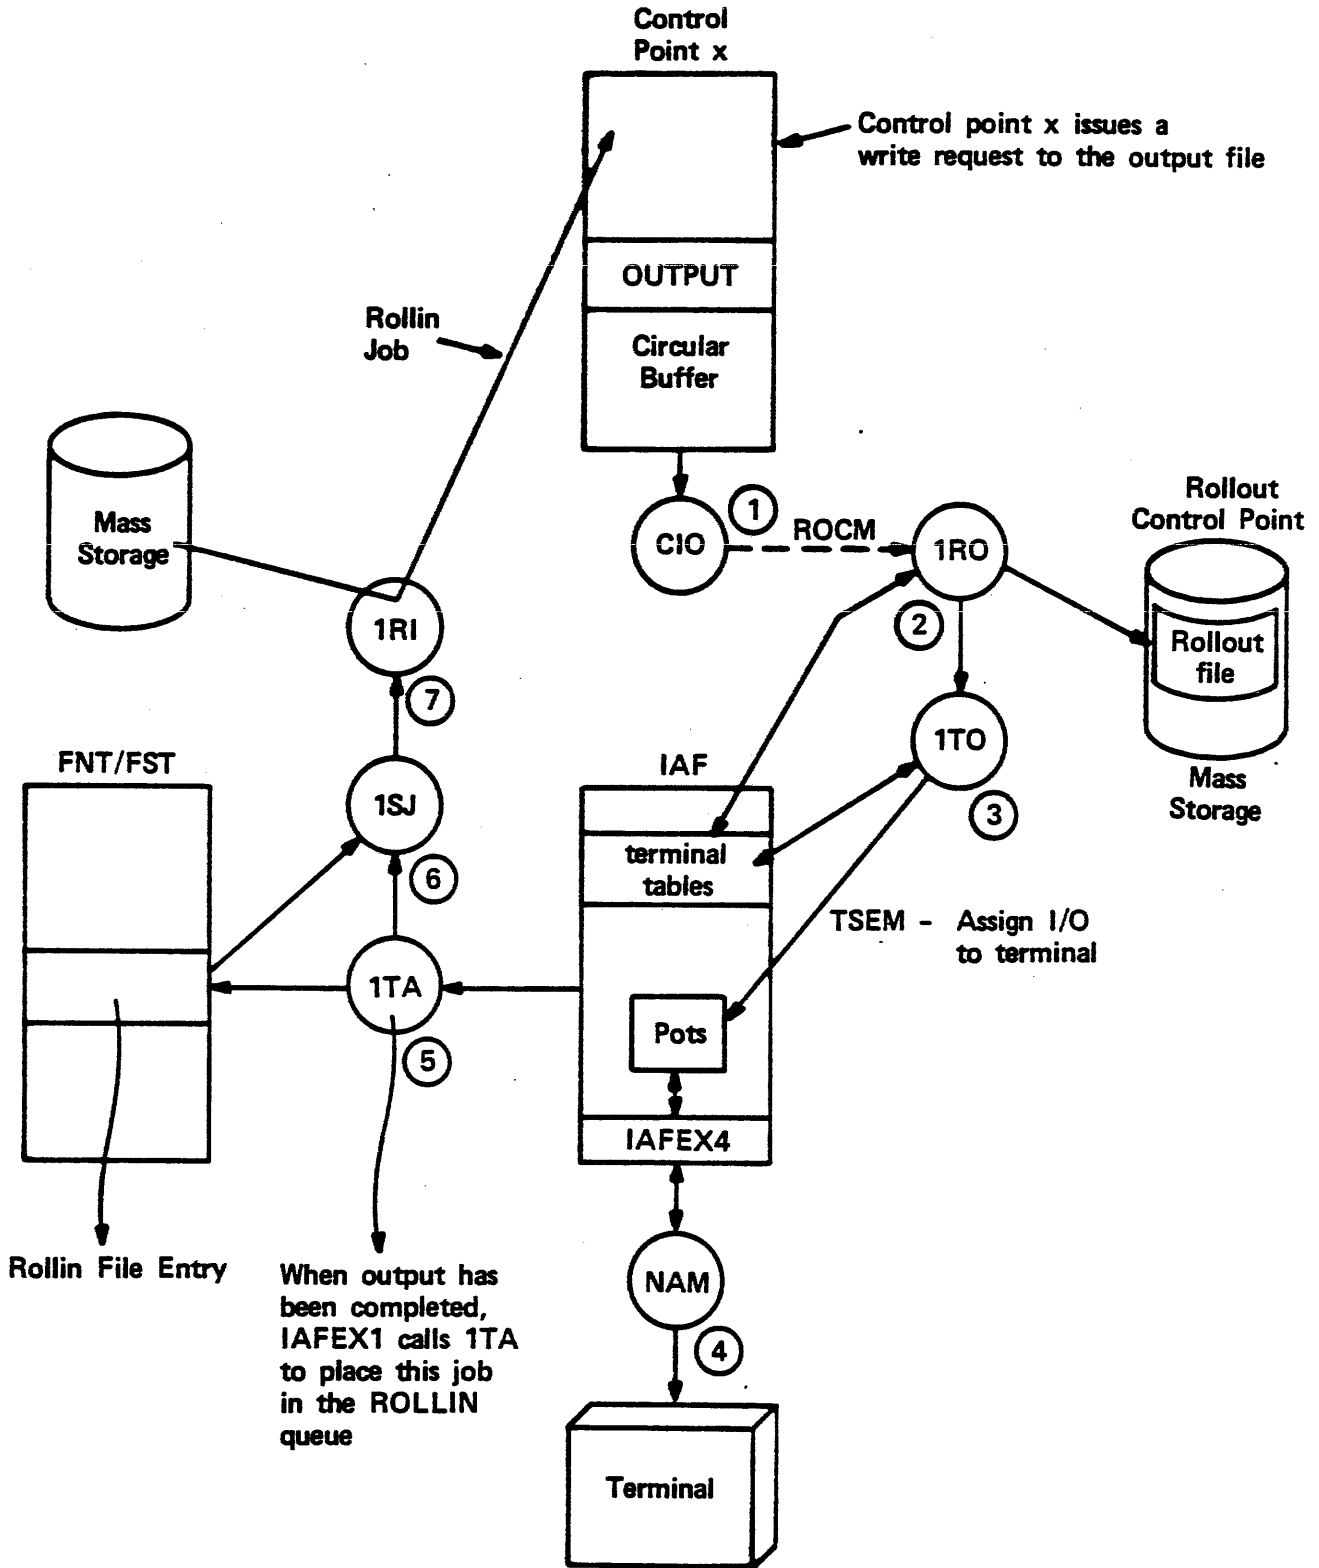 Control
Point x
Control point x issues a
write request to the output file
OUTPUT
Circular
Buffer
Rollin
Job
Mass
Storage
CIO
1
ROCM
1RO
2
Rollout
Control Point
Rollout
file
Mass
Storage
1RI
7
1TO
3
FNT/FST
1SJ
6
IAF
terminal
tables
TSEM - Assign I/O
to terminal
1TA
5
Pots
IAFEX4
Rollin File Entry
When output has
been completed,
IAFEX1 calls 1TA
to place this job
in the ROLLIN
queue
NAM
4
Terminal